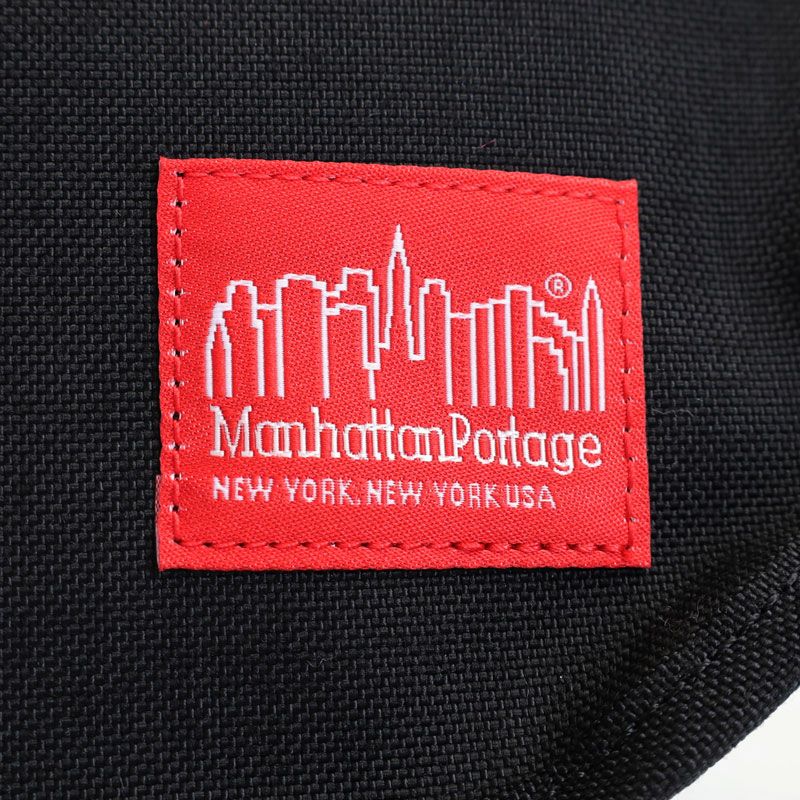 ®
ManhattanPortage
NEW YORK, NEW YORK USA